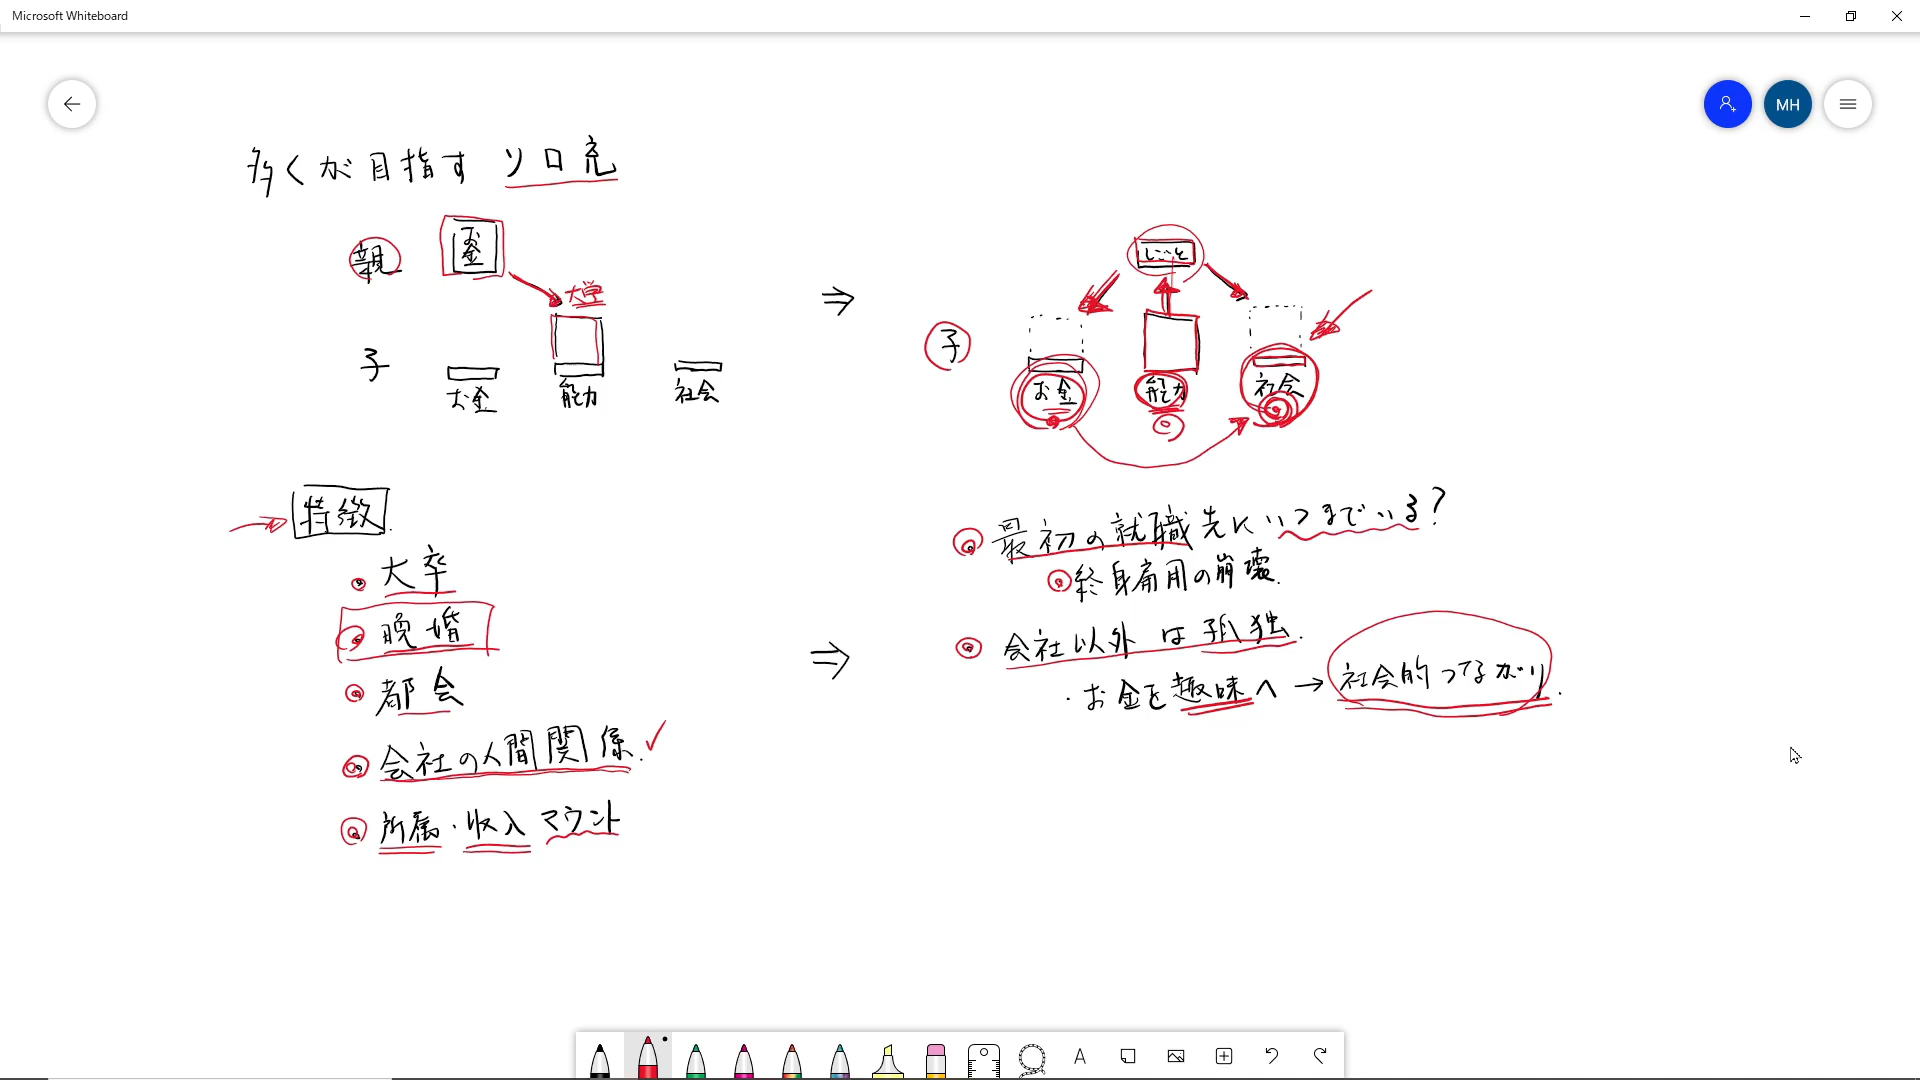 Microsoft Whiteboard
MH
多くが目指す ソロ充
親 お金
大学
子 お金 能力 社会
⇒
しごと
子
お金 能力 社会
特徴
・大卒
・晩婚
・都会
・会社の人間関係.
・所属・収入マウント
⇒
・最初の就職先にいつまでいる?
・終身雇用の崩壊.
・会社以外は孤独.
・お金を趣味へ→社会的つながり.
A